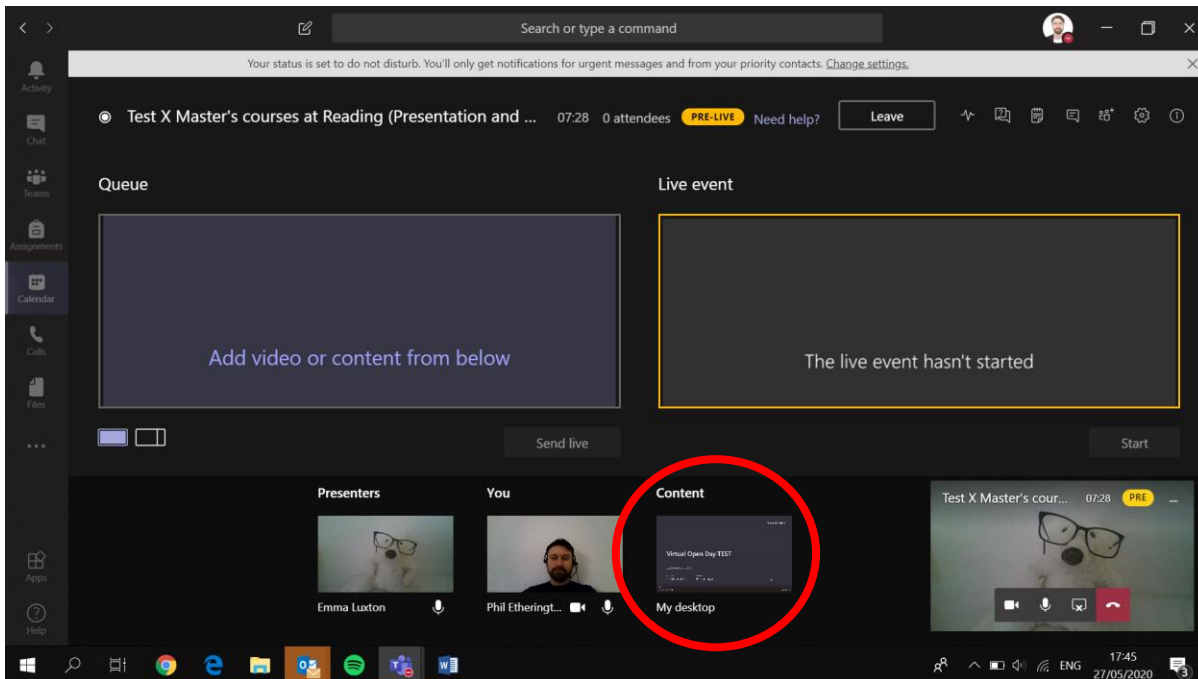 Search or type a command
Your status is set to do not disturb. You'll only get notifications for urgent messages and from your priority contacts. Change settings.
Activity
Chat
Teams
Assignments
Calendar
Calls
Files
Apps
Help
Test X Master's courses at Reading (Presentation and ... 07:28 0 attendees PRE-LIVE Need help? Leave
Queue
Live event
Add video or content from below
The live event hasn't started
Send live
Start
Presenters
You
Content
Virtual Open Day TEST
Emma Luxton
Phil Etheringt...
My desktop
Test X Master's cour... 07:28 PRE
ENG
17:45
27/05/2020
3